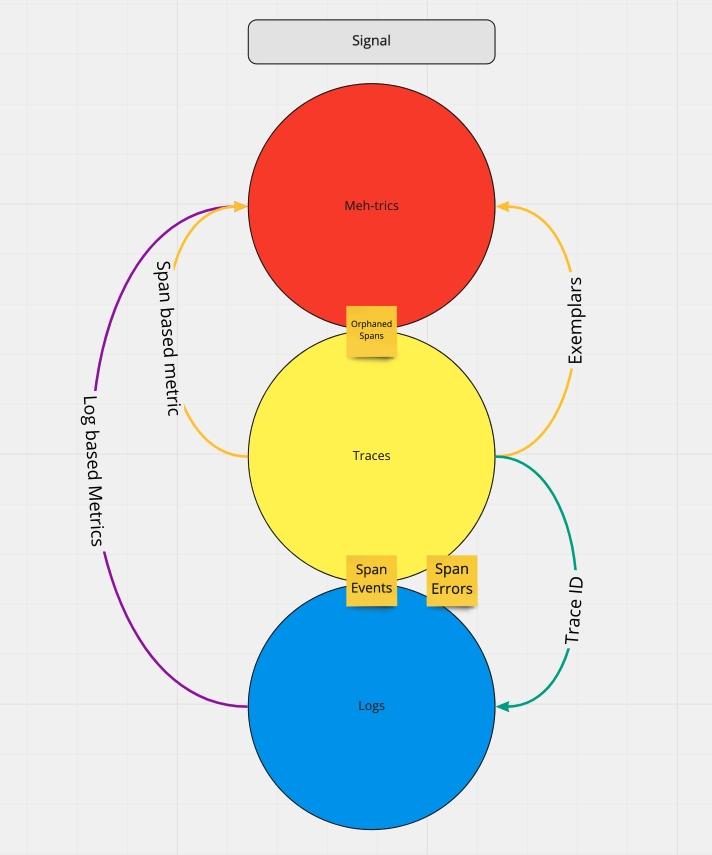 Signal
Meh-trics
Orphaned
Spans
Span based metric
Exemplars
Log based Metrics
Traces
Span
Events
Span
Errors
Trace ID
Logs